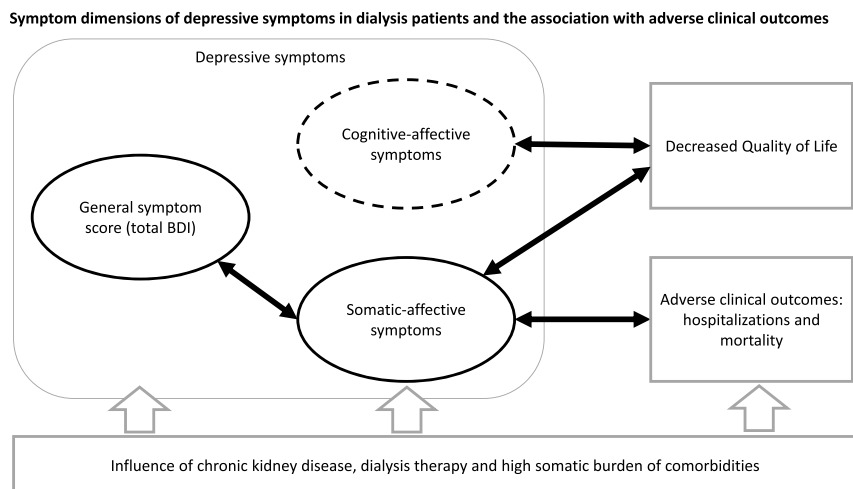 Symptom dimensions of depressive symptoms in dialysis patients and the association with adverse clinical outcomes
Depressive symptoms
Cognitive-affective
symptoms
Decreased Quality of Life
General symptom
score (total BDI)
Somatic-affective
symptoms
Adverse clinical outcomes:
hospitalizations and
mortality
Influence of chronic kidney disease, dialysis therapy and high somatic burden of comorbidities